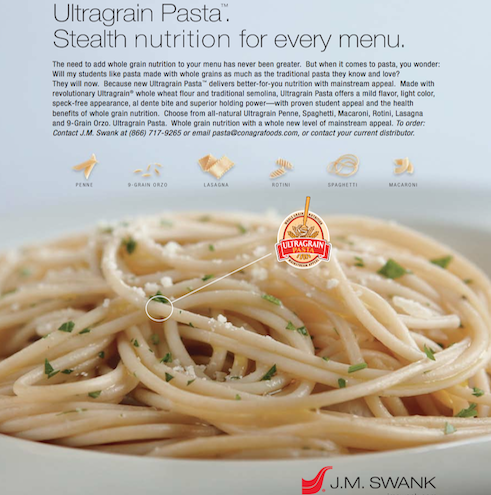 Ultragrain Pasta™.
Stealth nutrition for every menu.
The need to add whole grain nutrition to your menu has never been greater. But when it comes to pasta, you wonder:
Will my students like pasta made with whole grains as much as the traditional pasta they know and love?
They will now. Because new Ultragrain Pasta™ delivers better-for-you nutrition with mainstream appeal. Made with
revolutionary Ultragrain® whole wheat flour and traditional semolina, Ultragrain Pasta offers a mild flavor, light color,
speck-free appearance, al dente bite and superior holding power—with proven student appeal and the health
benefits of whole grain nutrition. Choose from all-natural Ultragrain Penne, Spaghetti, Macaroni, Rotini, Lasagna
and 9-Grain Orzo. Ultragrain Pasta. Whole grain nutrition with a whole new level of mainstream appeal. To order:
Contact J.M. Swank at (866) 717-9265 or email pasta@conagrafoods.com, or contact your current distributor.
PENNE 9-GRAIN ORZO LASAGNA ROTINI SPAGHETTI MACARONI
ULTRAGRAIN
PASTA
J.M. SWANK